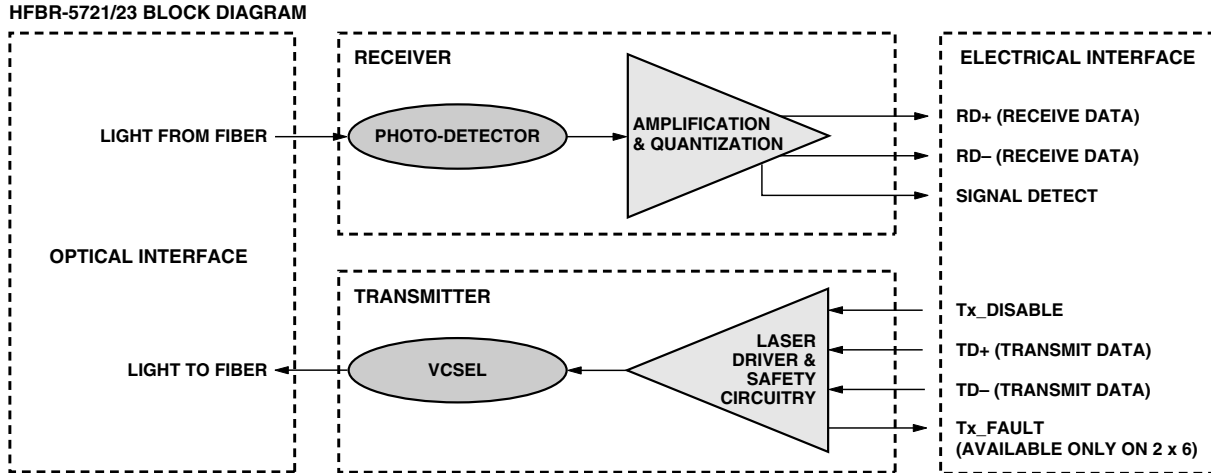 HFBR-5721/23 BLOCK DIAGRAM
RECEIVER
ELECTRICAL INTERFACE
LIGHT FROM FIBER
PHOTO-DETECTOR
AMPLIFICATION
& QUANTIZATION
RD+ (RECEIVE DATA)
RD– (RECEIVE DATA)
SIGNAL DETECT
OPTICAL INTERFACE
TRANSMITTER
LIGHT TO FIBER
VCSEL
LASER
DRIVER &
SAFETY
CIRCUITRY
Tx_DISABLE
TD+ (TRANSMIT DATA)
TD– (TRANSMIT DATA)
Tx_FAULT
(AVAILABLE ONLY ON 2 x 6)